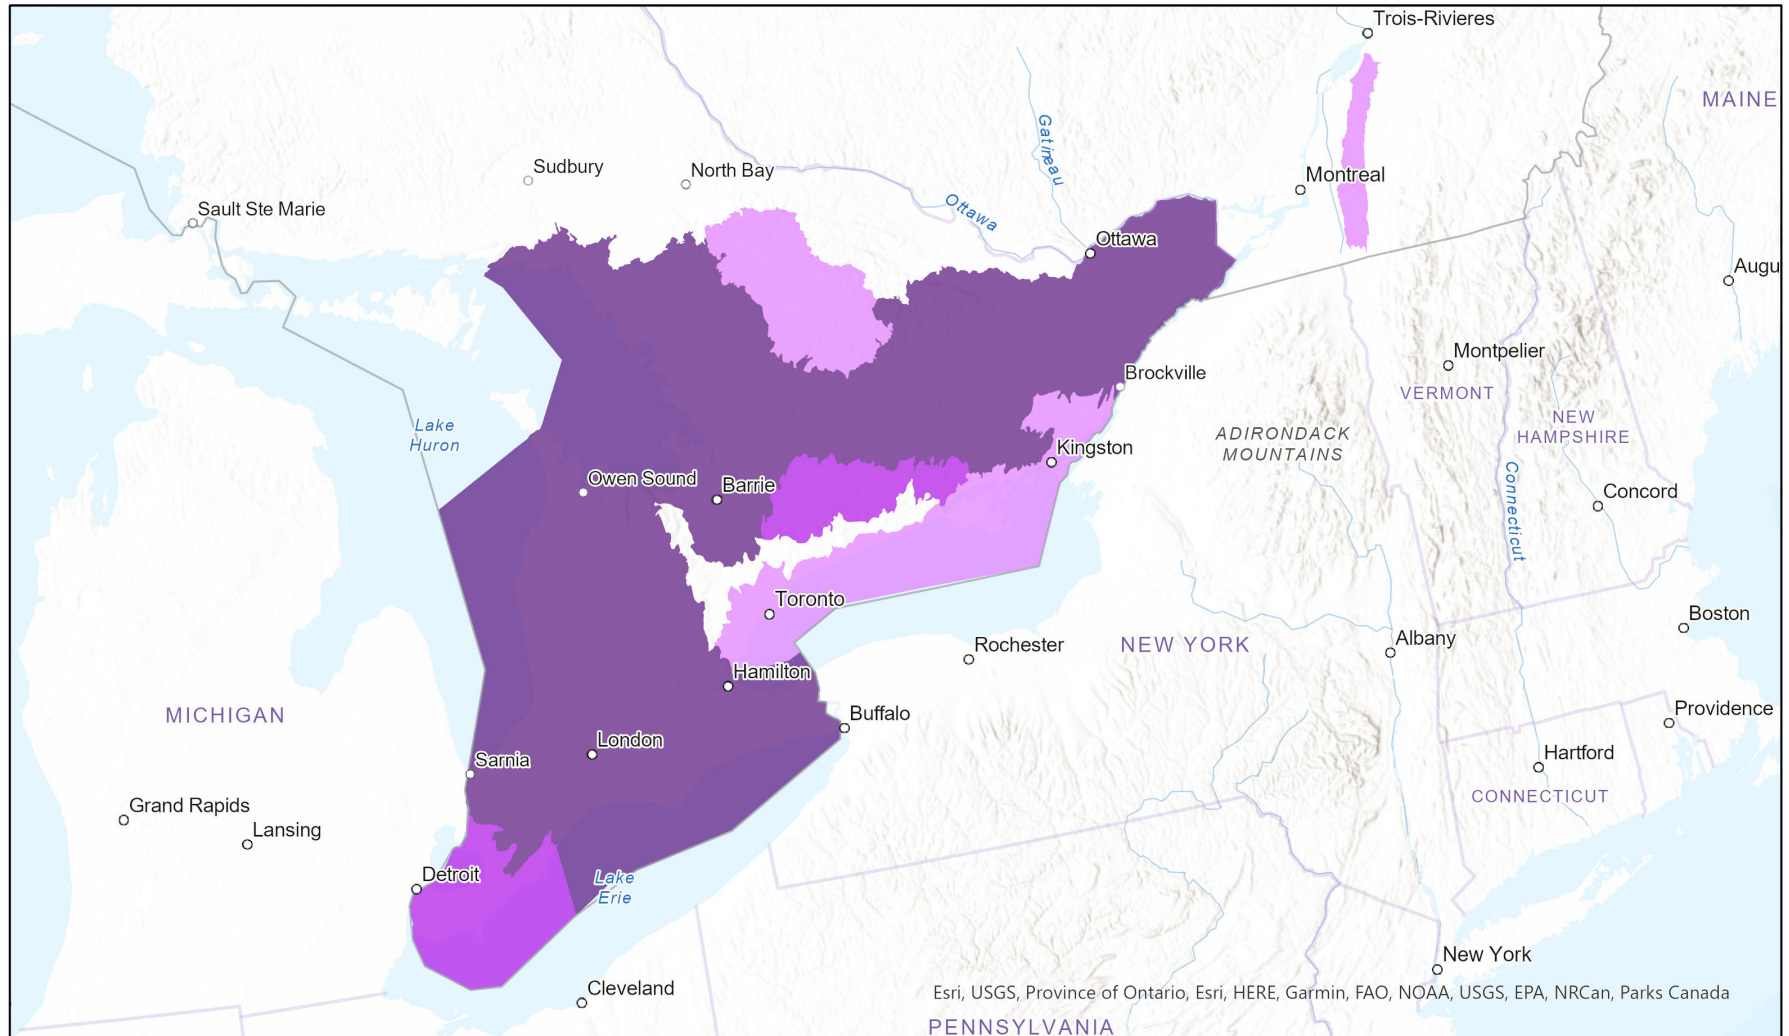 Trois-Rivieres
MAINE
Gatineau
Sudbury
North Bay
Montreal
Sault Ste Marie
Ottawa
Ottawa
Augu
Montpelier
Brockville
VERMONT
NEW
HAMPSHIRE
Lake
Huron
ADIRONDACK
MOUNTAINS
Kingston
Owen Sound
Barrie
Concord
Connecticut
Toronto
Boston
Rochester
NEW YORK
Albany
Hamilton
MICHIGAN
Buffalo
Providence
London
Sarnia
Hartford
CONNECTICUT
Grand Rapids
Lansing
Detroit
Lake
Erie
New York
Cleveland
Esri, USGS, Province of Ontario, Esri, HERE, Garmin, FAO, NOAA, USGS, EPA, NRCan, Parks Canada
PENNSYLVANIA